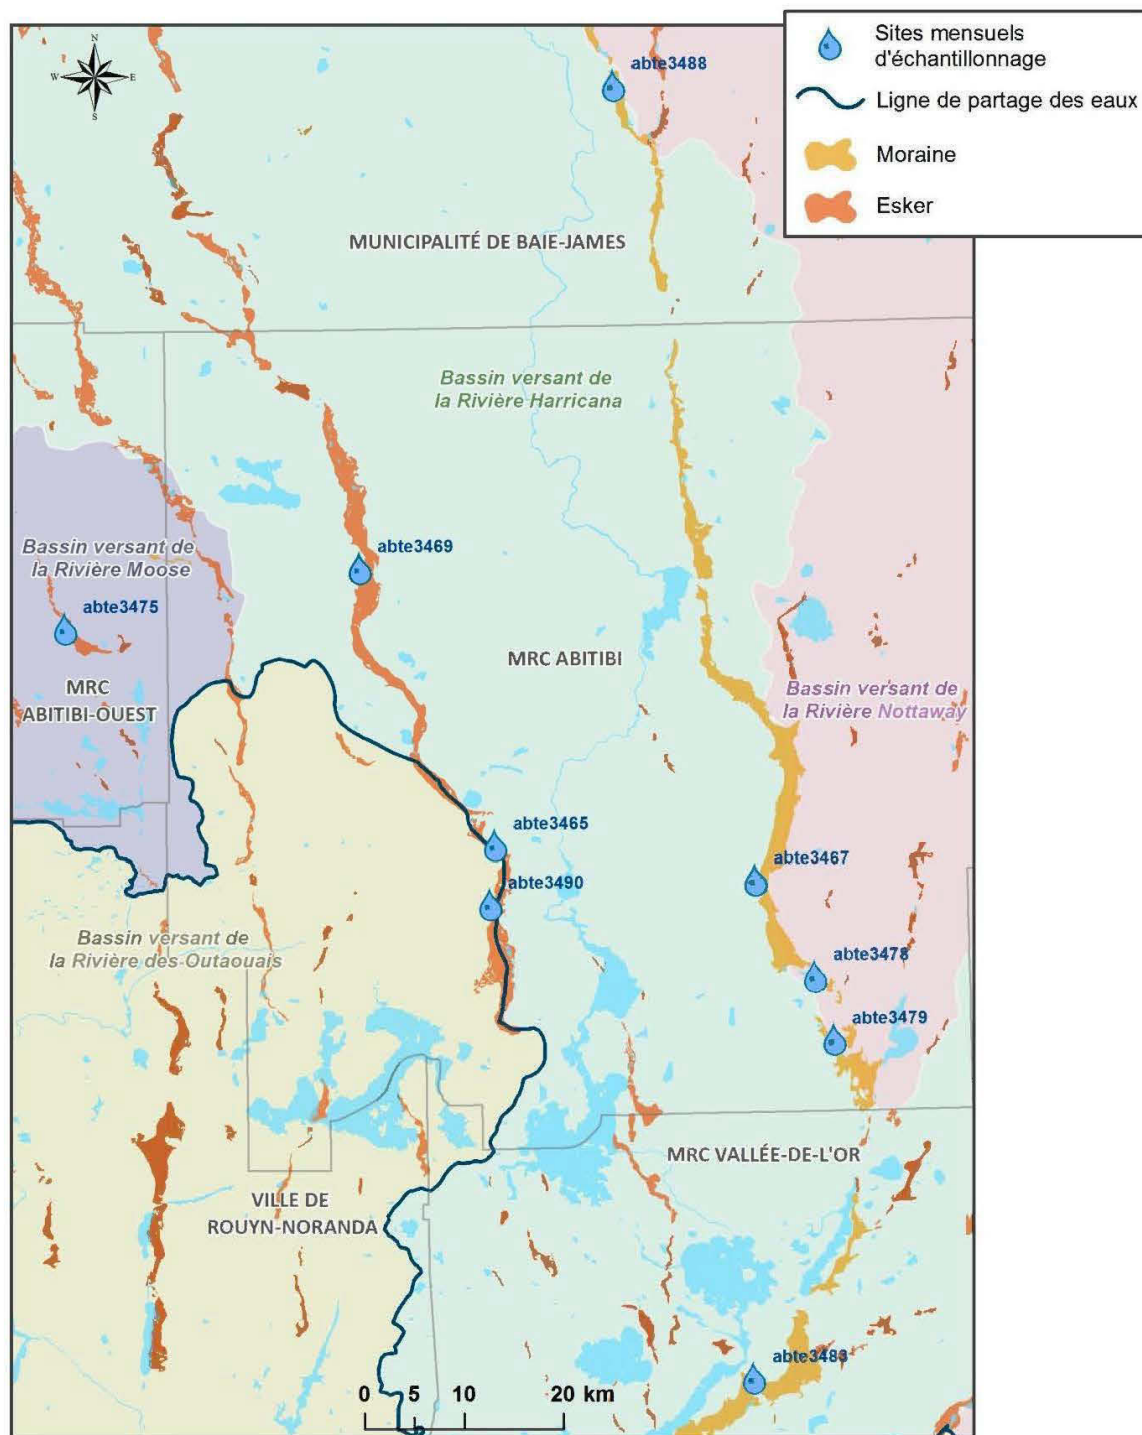 Sites mensuels
d'échantillonnage
Ligne de partage des eaux
Moraine
Esker
N
W
E
S
abte3488
MUNICIPALITÉ DE BAIE-JAMES
Bassin versant de
la Rivière Harricana
Bassin versant de
la Rivière Moose
abte3469
abte3475
MRC ABITIBI
MRC
ABITIBI-OUEST
Bassin versant de
la Rivière Nottaway
abte3465
abte3467
abte3490
Bassin versant de
la Rivière des Outaouais
abte3478
abte3479
MRC VALLÉE-DE-L'OR
VILLE DE
ROUYN-NORANDA
abte3483
0 5 10 20 km